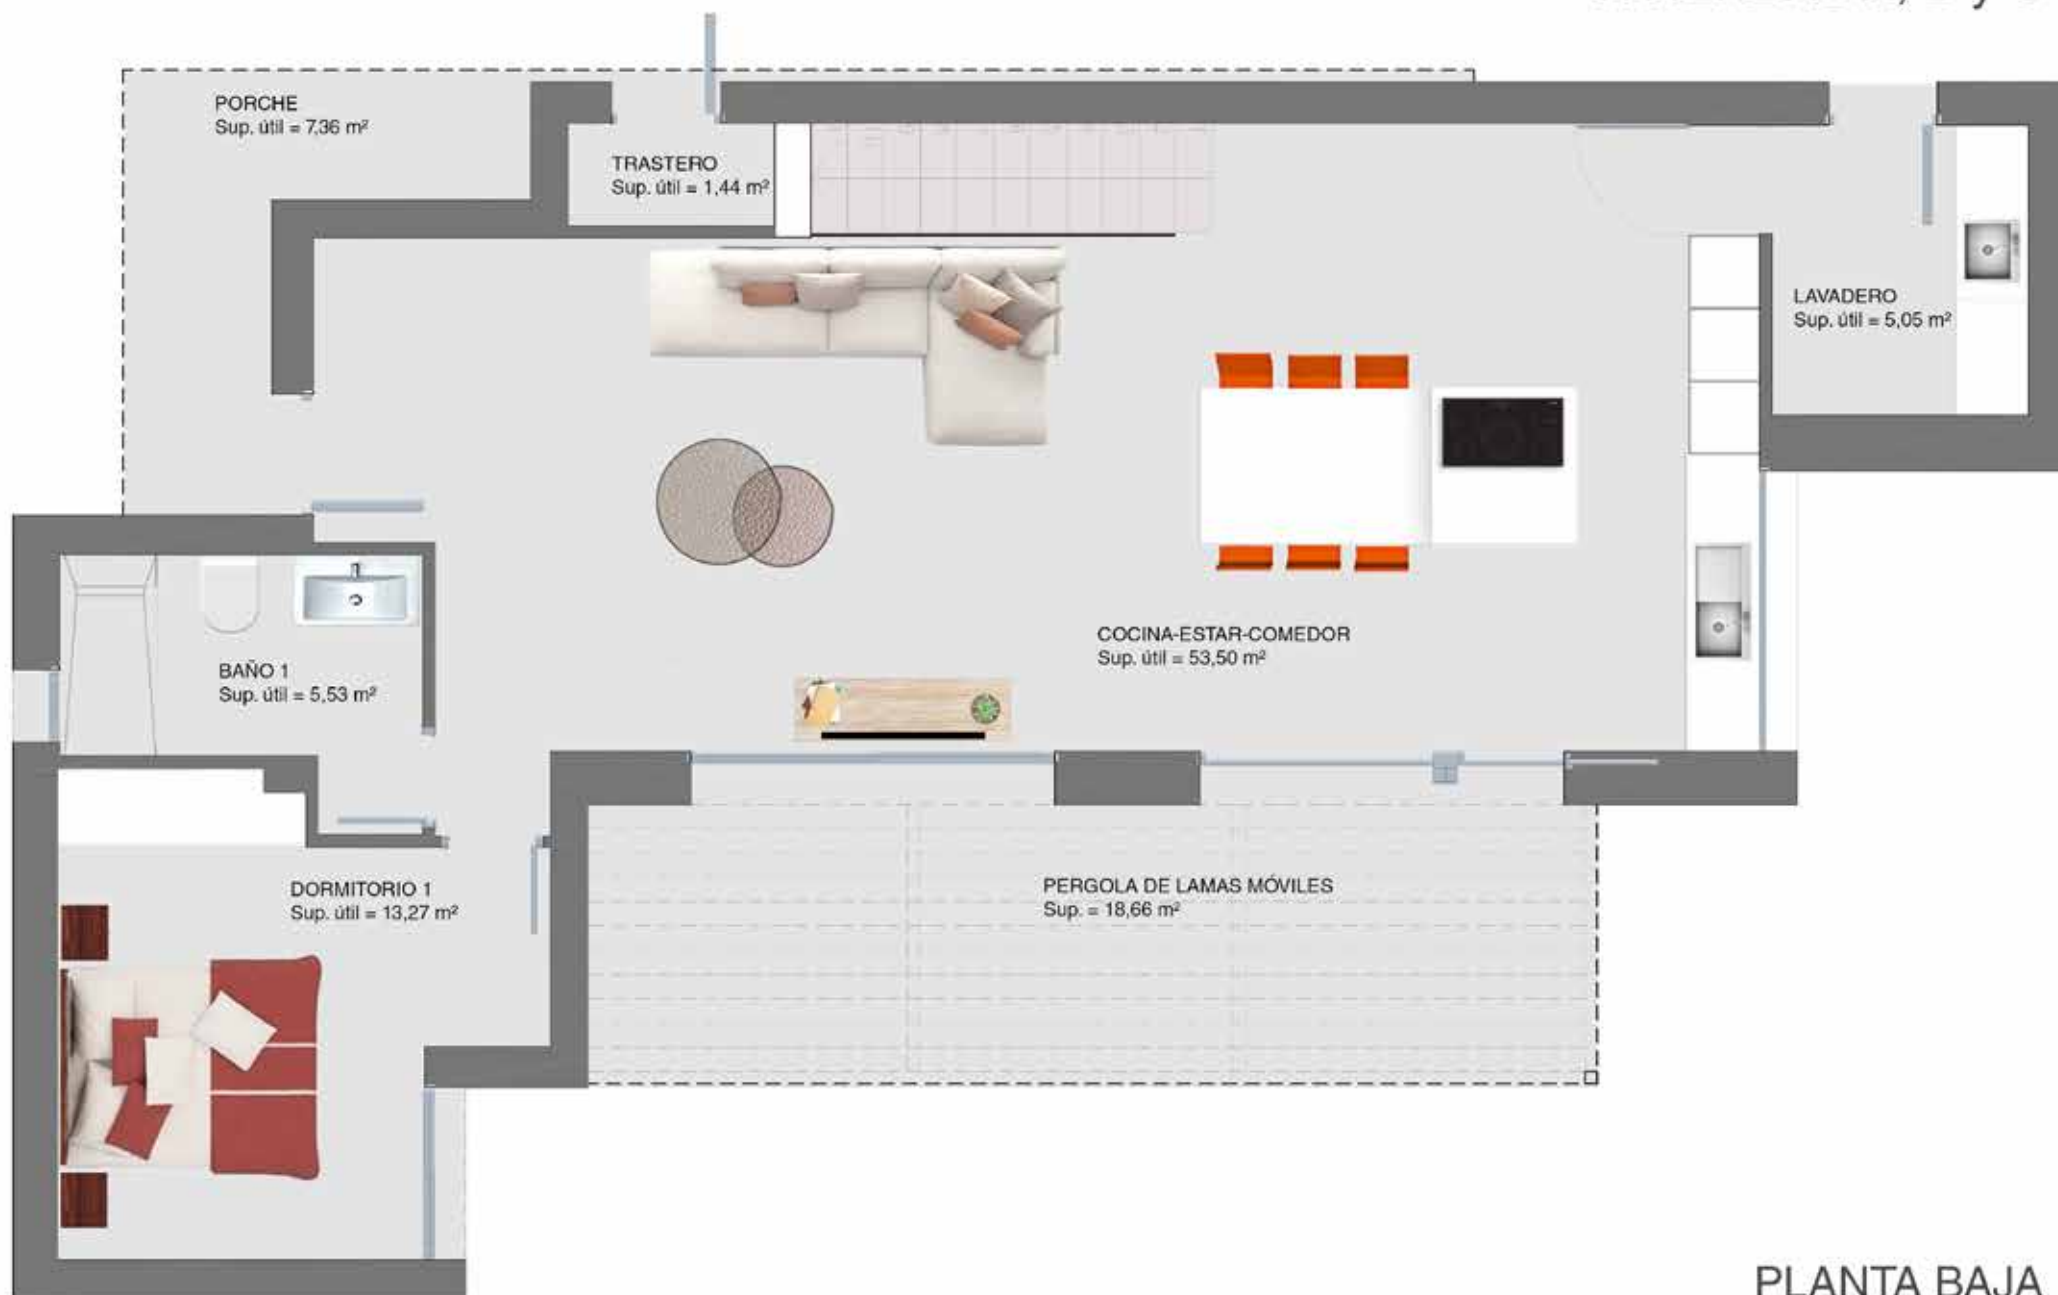 PORCHE
Sup. útil = 7,36 m²
TRASTERO
Sup. útil = 1,44 m²
LAVADERO
Sup. útil = 5,05 m²
COCINA-ESTAR-COMEDOR
Sup. útil = 53,50 m²
BAÑO 1
Sup. útil = 5,53 m²
DORMITORIO 1
Sup. útil = 13,27 m²
PERGOLA DE LAMAS MÓVILES
Sup. = 18,66 m²
PLANTA BAJA